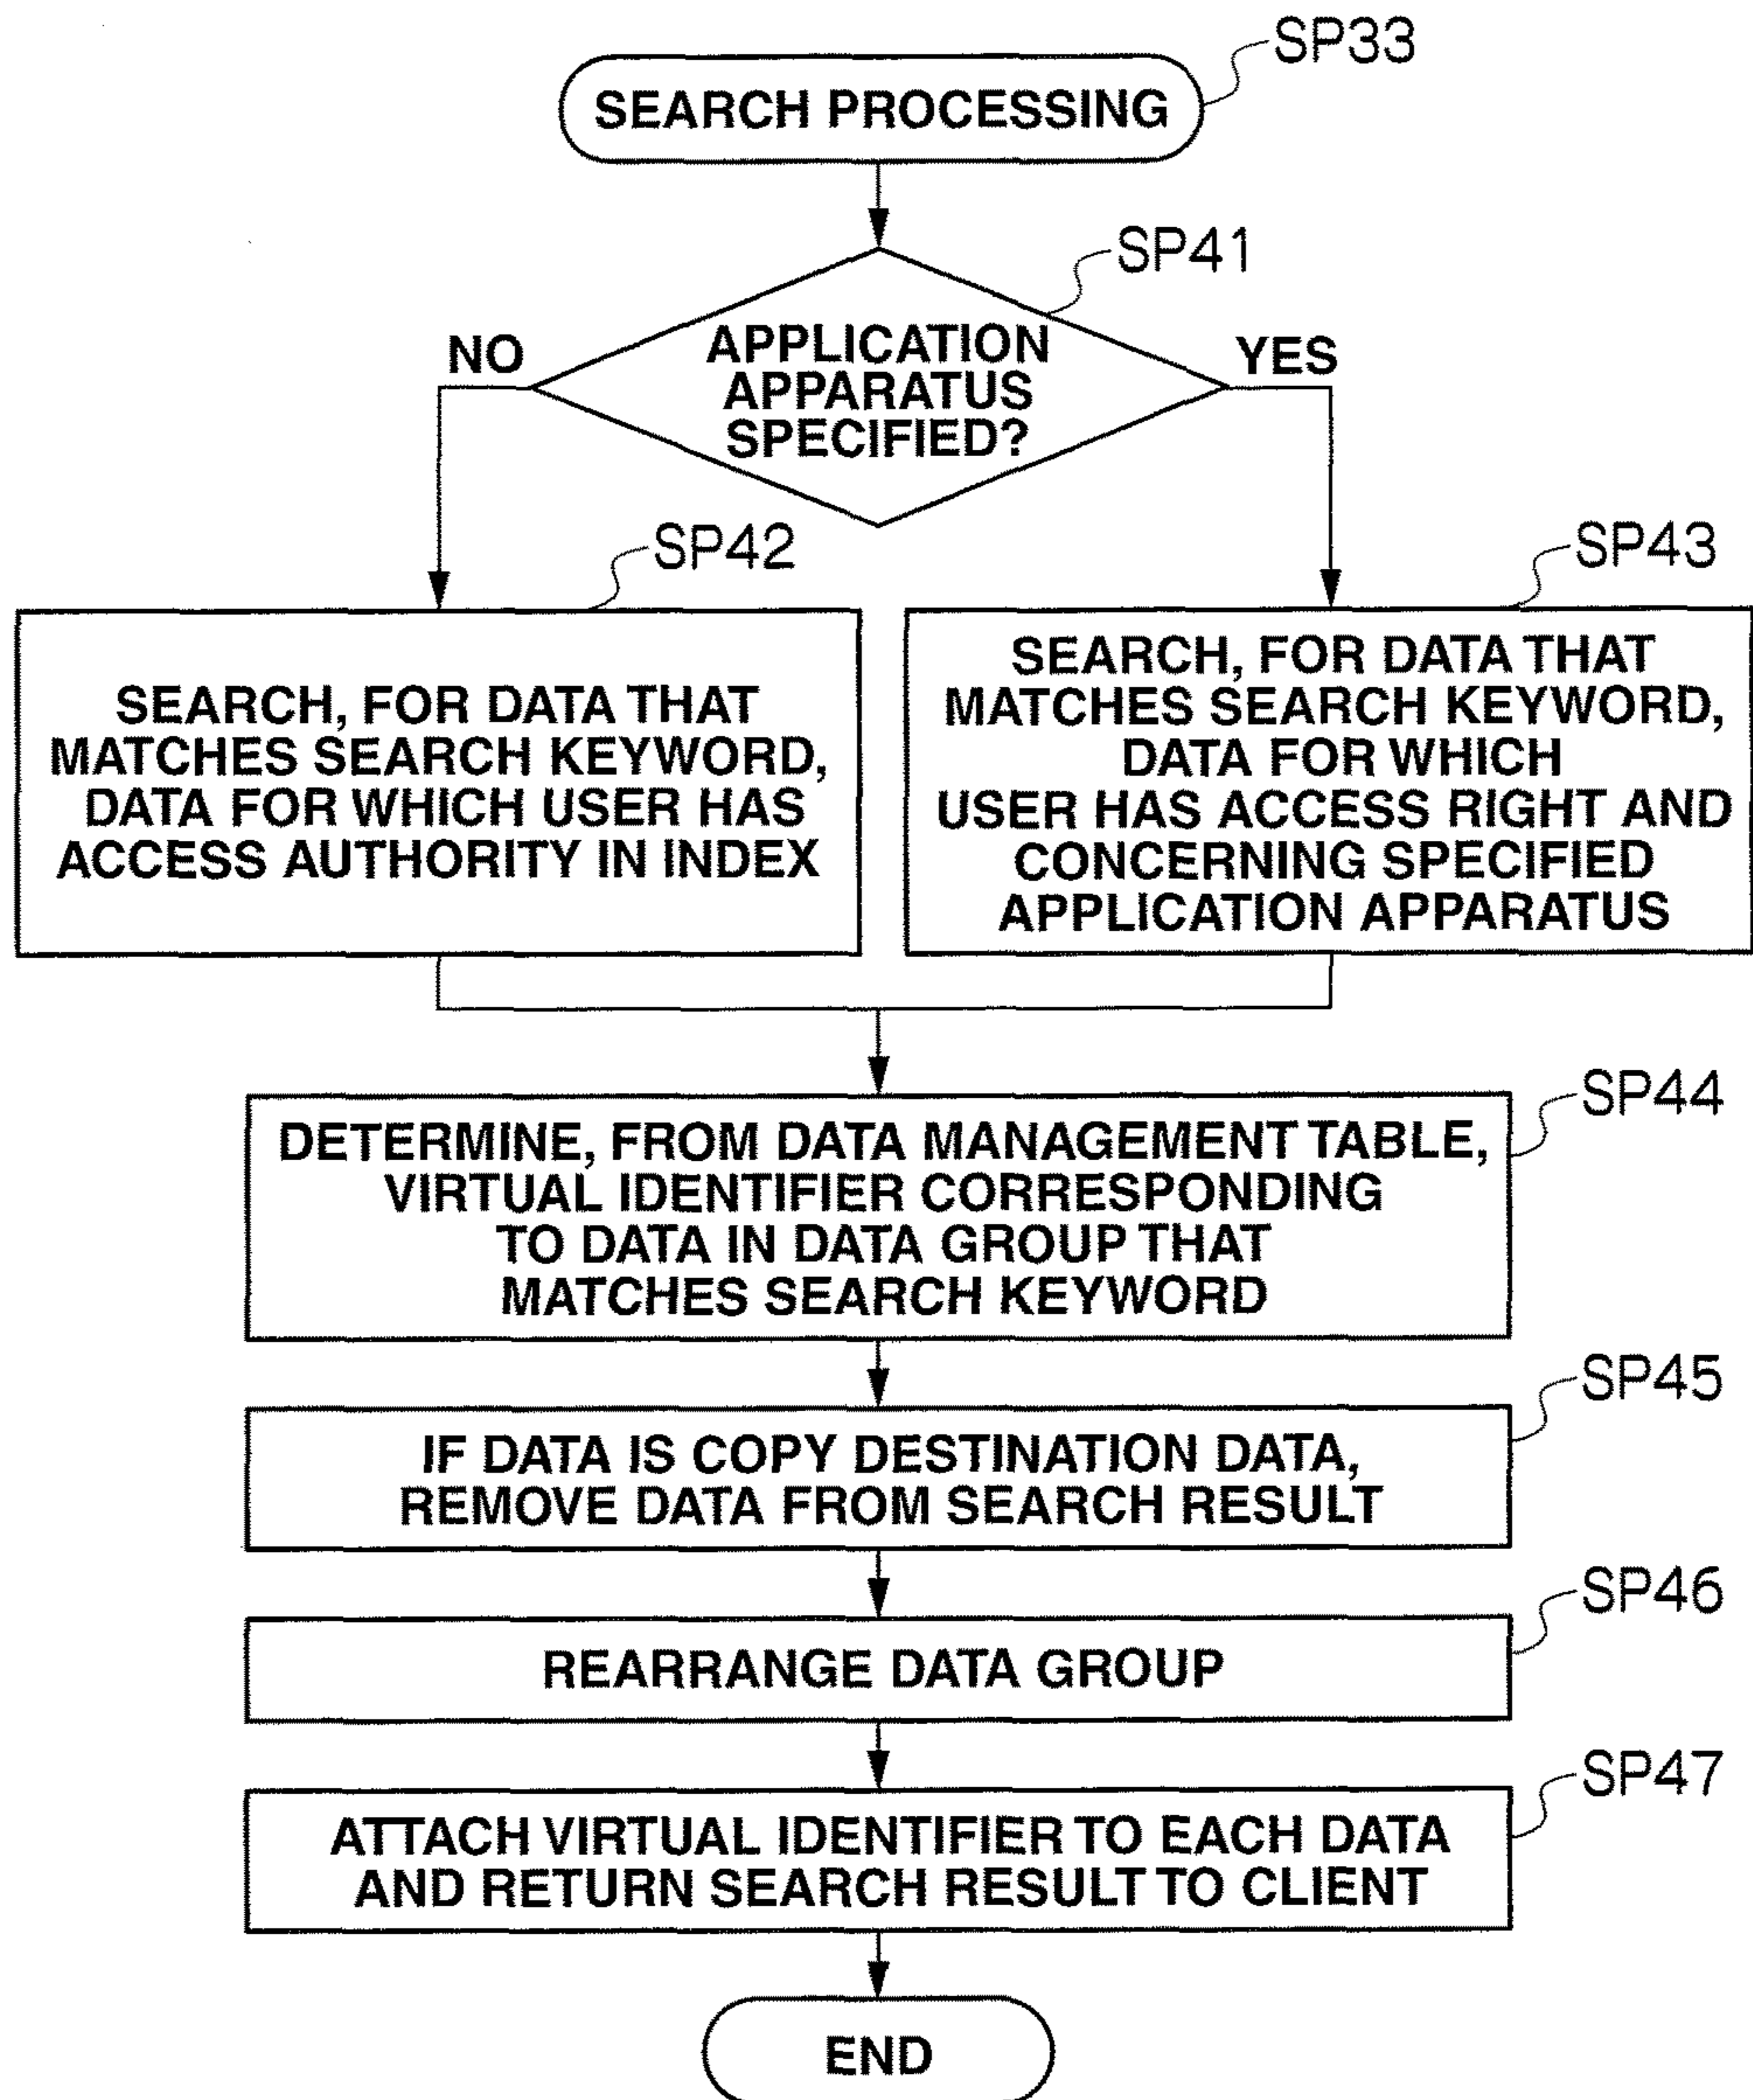 SP33
SEARCH PROCESSING
SP41
APPLICATION
APPARATUS
SPECIFIED?
NO
YES
SP42
SEARCH, FOR DATA THAT
MATCHES SEARCH KEYWORD,
DATA FOR WHICH USER HAS
ACCESS AUTHORITY IN INDEX
SP43
SEARCH, FOR DATA THAT
MATCHES SEARCH KEYWORD,
DATA FOR WHICH
USER HAS ACCESS RIGHT AND
CONCERNING SPECIFIED
APPLICATION APPARATUS
SP44
DETERMINE, FROM DATA MANAGEMENT TABLE,
VIRTUAL IDENTIFIER CORRESPONDING
TO DATA IN DATA GROUP THAT
MATCHES SEARCH KEYWORD
SP45
IF DATA IS COPY DESTINATION DATA,
REMOVE DATA FROM SEARCH RESULT
SP46
REARRANGE DATA GROUP
SP47
ATTACH VIRTUAL IDENTIFIER TO EACH DATA
AND RETURN SEARCH RESULT TO CLIENT
END